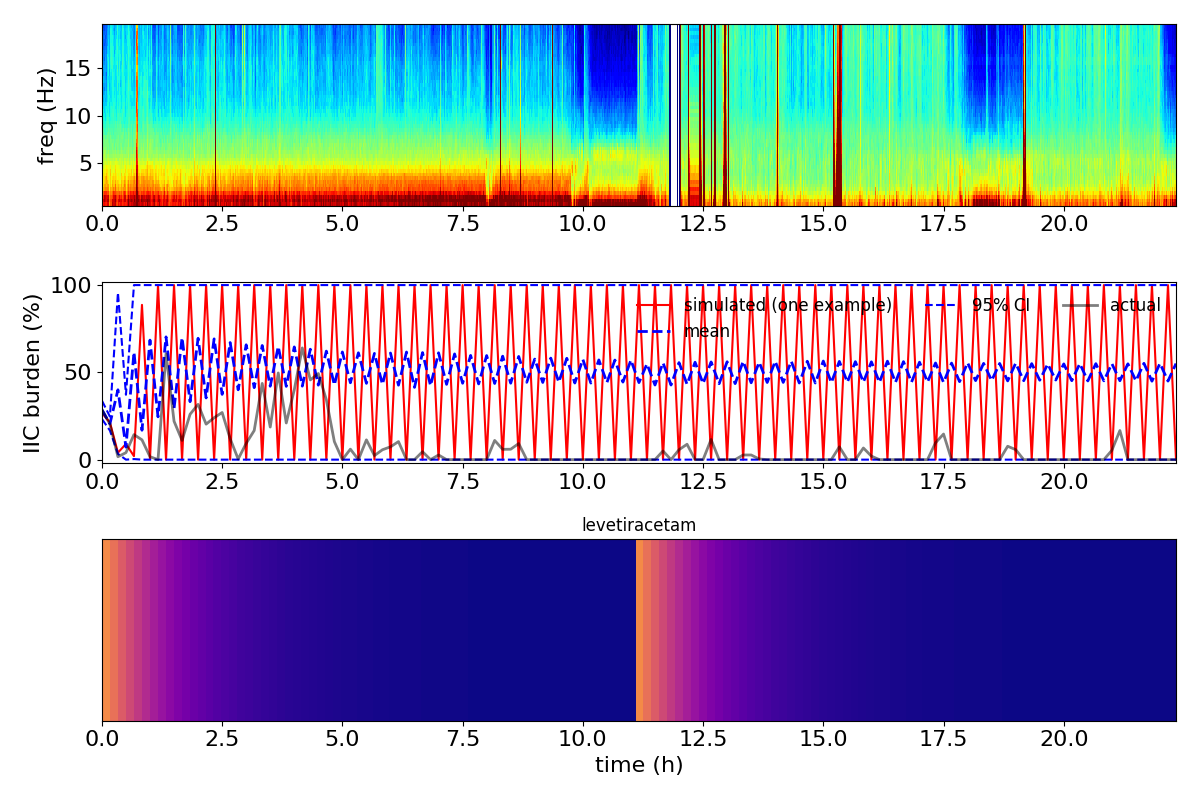 freq (Hz)
15
10
5
0.0 2.5 5.0 7.5 10.0 12.5 15.0 17.5 20.0
IIC burden (%)
100
50
0
simulated (one example) 95% CI actual
mean
0.0 2.5 5.0 7.5 10.0 12.5 15.0 17.5 20.0
levetiracetam
0.0 2.5 5.0 7.5 10.0 12.5 15.0 17.5 20.0
time (h)